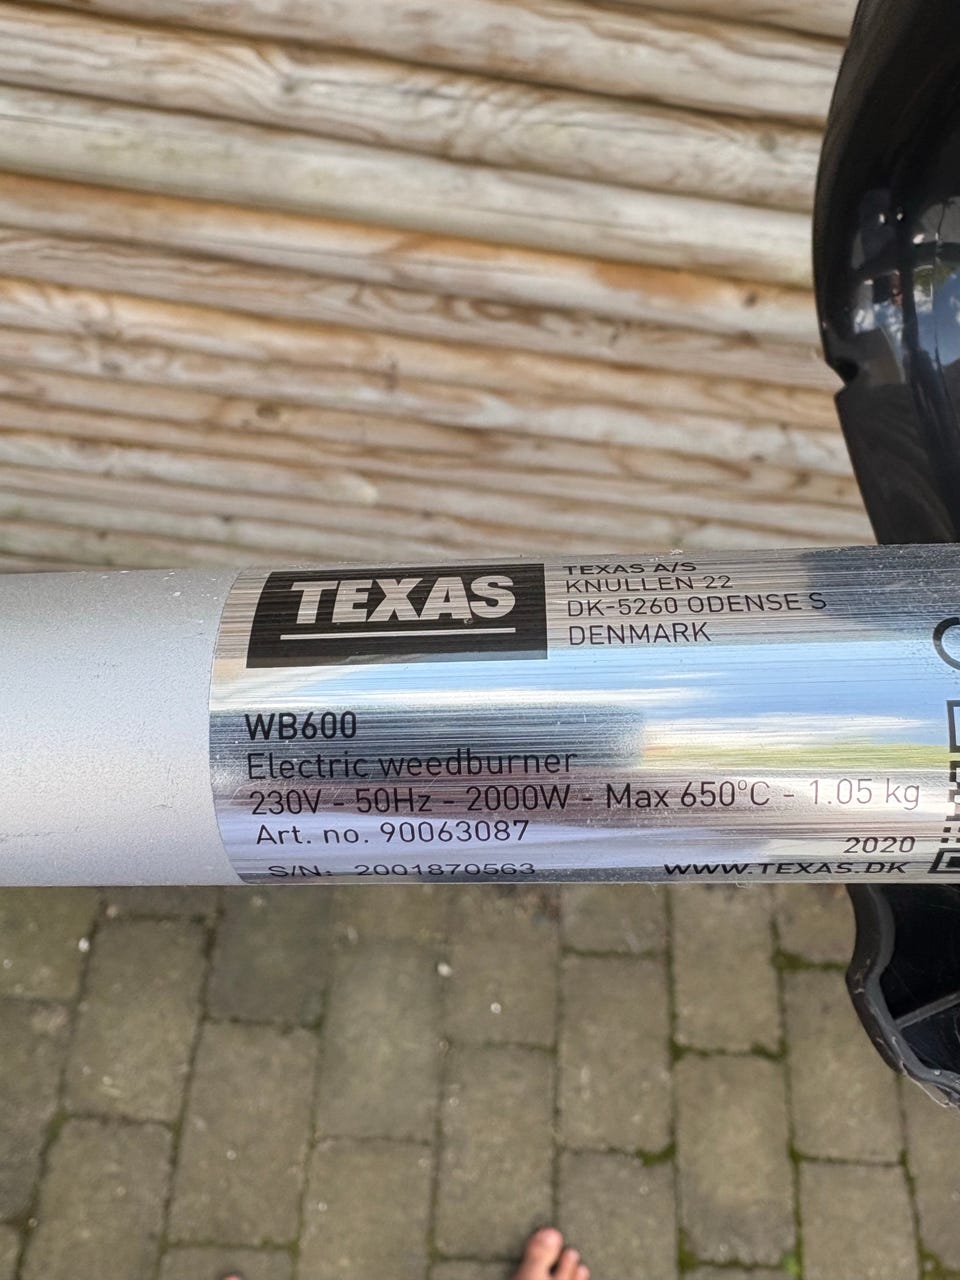 TEXAS
TEXAS A/S
KNULLEN 22
DK-5260 ODENSE S
DENMARK
WB600
Electric weedburner
230V - 50Hz - 2000W - Max 650°C - 1.05 kg
Art. no. 90063087
2020
S/N: 2001870563
WWW.TEXAS.DK